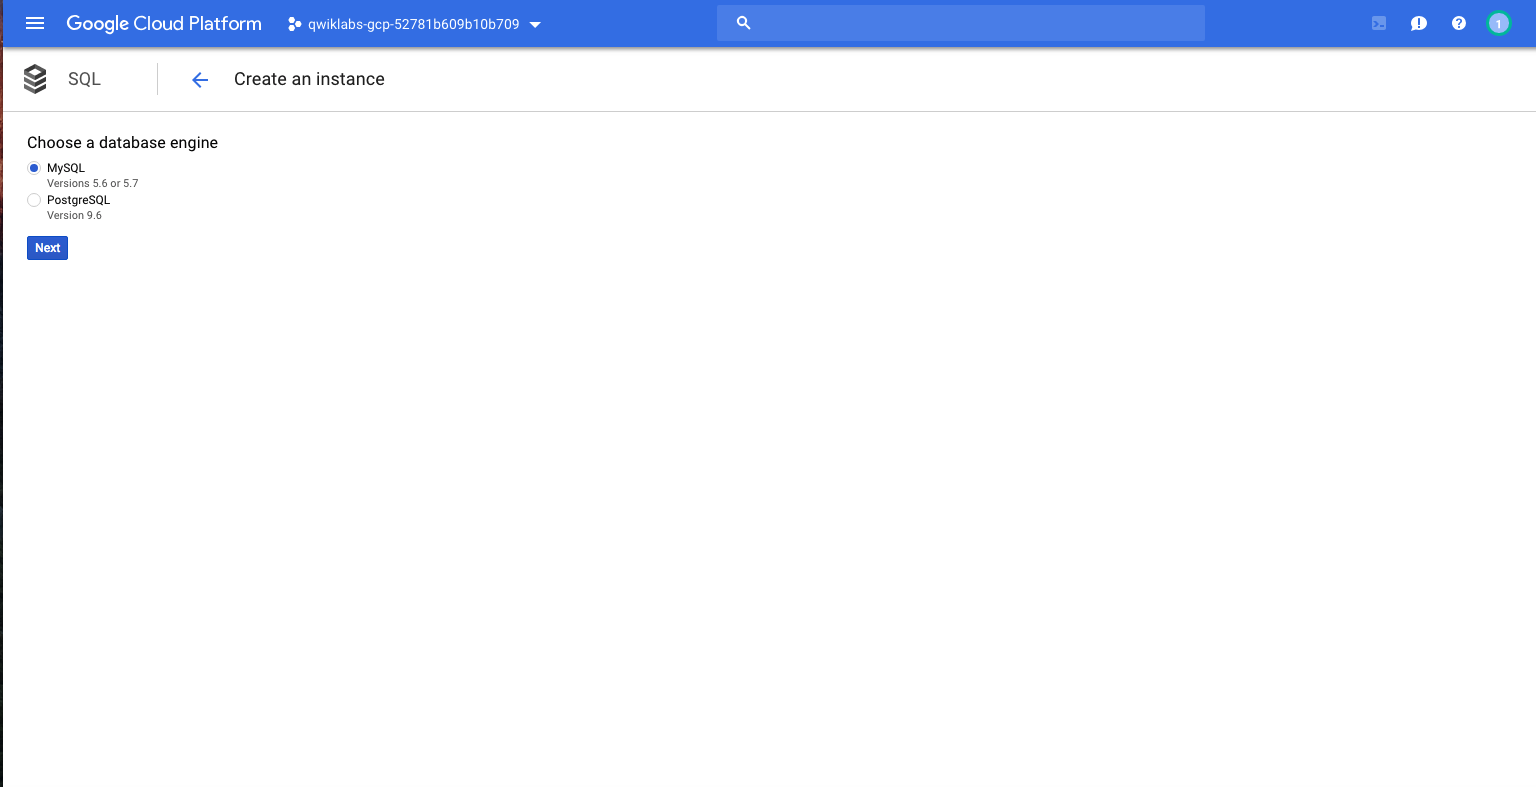 Google Cloud Platform
qwiklabs-gcp-52781b609b10b709
1
SQL
Create an instance
Choose a database engine
MySQL
Versions 5.6 or 5.7
PostgreSQL
Version 9.6
Next